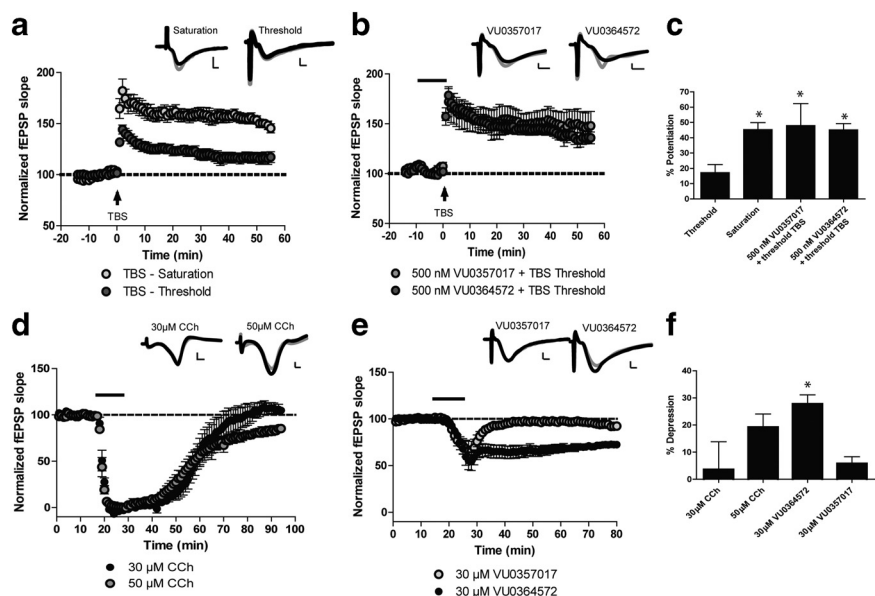 a
Saturation
Threshold
Normalized fEPSP slope
200
150
100
50
TBS
-20 -10 0 10 20 30 40 50 60
Time (min)
TBS - Saturation
TBS - Threshold
b
VU0357017
VU0364572
Normalized fEPSP slope
200
150
100
50
TBS
-20 -10 0 10 20 30 40 50 60
Time (min)
500 nM VU0357017 + TBS Threshold
500 nM VU0364572 + TBS Threshold
c
% Potentiation
80
70
60
50
40
30
20
10
0
* * *
Threshold
Saturation
500 nM VU0357017
+ threshold TBS
500 nM VU0364572
+ threshold TBS
d
30µM CCh
50µM CCh
Normalized fEPSP slope
150
100
50
0
0 10 20 30 40 50 60 70 80 90 100
Time (min)
30 µM CCh
50 µM CCh
e
VU0357017
VU0364572
Normalized fEPSP slope
150
100
50
0
0 10 20 30 40 50 60 70 80
Time (min)
30 µM VU0357017
30 µM VU0364572
f
% Depression
40
30
20
10
0
*
30µM CCh
50µM CCh
30µM VU0364572
30µM VU0357017